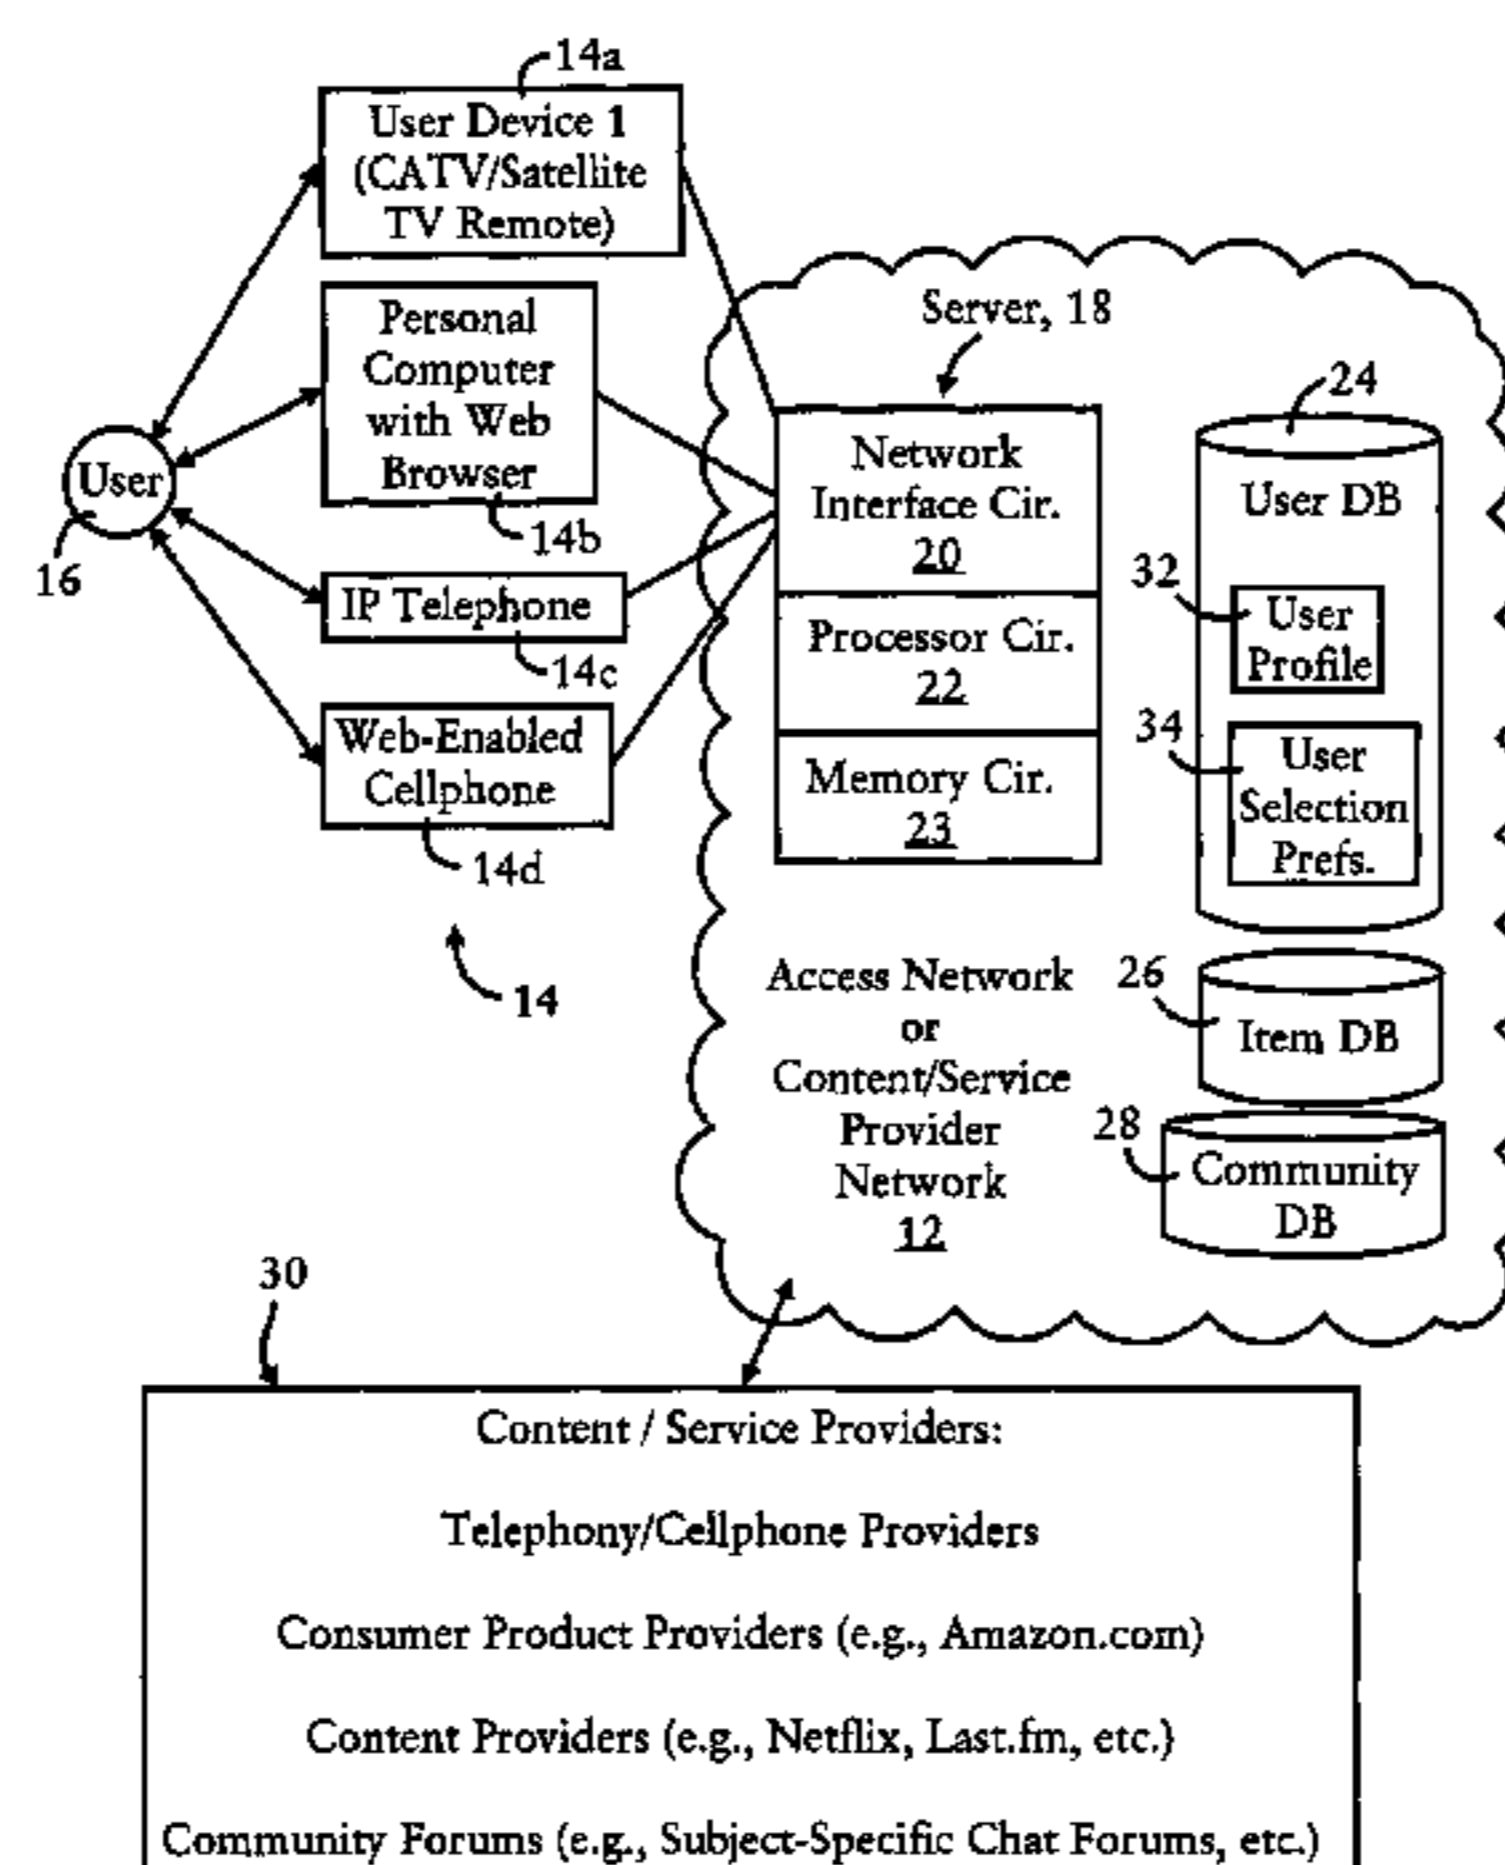 14a
User Device 1
(CATV/Satellite
TV Remote)
Personal
Computer
with Web
Browser
14b
User
16
IP Telephone
14c
Web-Enabled
Cellphone
14d
14
Server, 18
Network
Interface Cir.
20
Processor Cir.
22
Memory Cir.
23
24
User DB
32
User
Profile
34
User
Selection
Prefs.
Access Network
or
Content/Service
Provider
Network
12
26
Item DB
28
Community
DB
30
Content / Service Providers:
Telephony/Cellphone Providers
Consumer Product Providers (e.g., Amazon.com)
Content Providers (e.g., Netflix, Last.fm, etc.)
Community Forums (e.g., Subject-Specific Chat Forums, etc.)